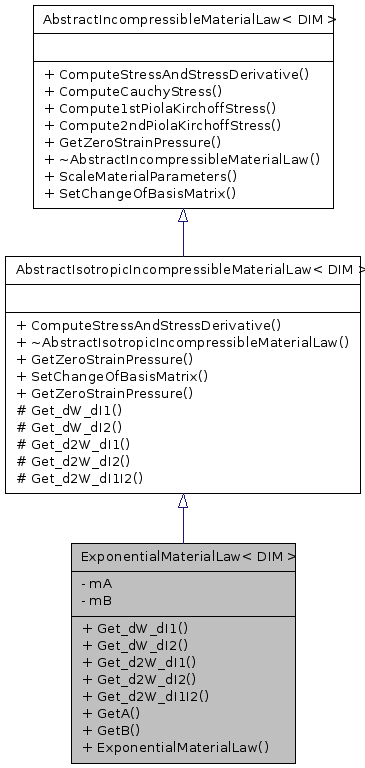 AbstractIncompressibleMaterialLaw< DIM >
+ ComputeStressAndStressDerivative()
+ ComputeCauchyStress()
+ Compute1stPiolaKirchoffStress()
+ Compute2ndPiolaKirchoffStress()
+ GetZeroStrainPressure()
+ ~AbstractIncompressibleMaterialLaw()
+ ScaleMaterialParameters()
+ SetChangeOfBasisMatrix()
AbstractIsotropicIncompressibleMaterialLaw< DIM >
+ ComputeStressAndStressDerivative()
+ ~AbstractIsotropicIncompressibleMaterialLaw()
+ GetZeroStrainPressure()
+ SetChangeOfBasisMatrix()
+ GetZeroStrainPressure()
# Get_dW_dI1()
# Get_dW_dI2()
# Get_d2W_dI1()
# Get_d2W_dI2()
# Get_d2W_dI1I2()
ExponentialMaterialLaw< DIM >
- mA
- mB
+ Get_dW_dI1()
+ Get_dW_dI2()
+ Get_d2W_dI1()
+ Get_d2W_dI2()
+ Get_d2W_dI1I2()
+ GetA()
+ GetB()
+ ExponentialMaterialLaw()